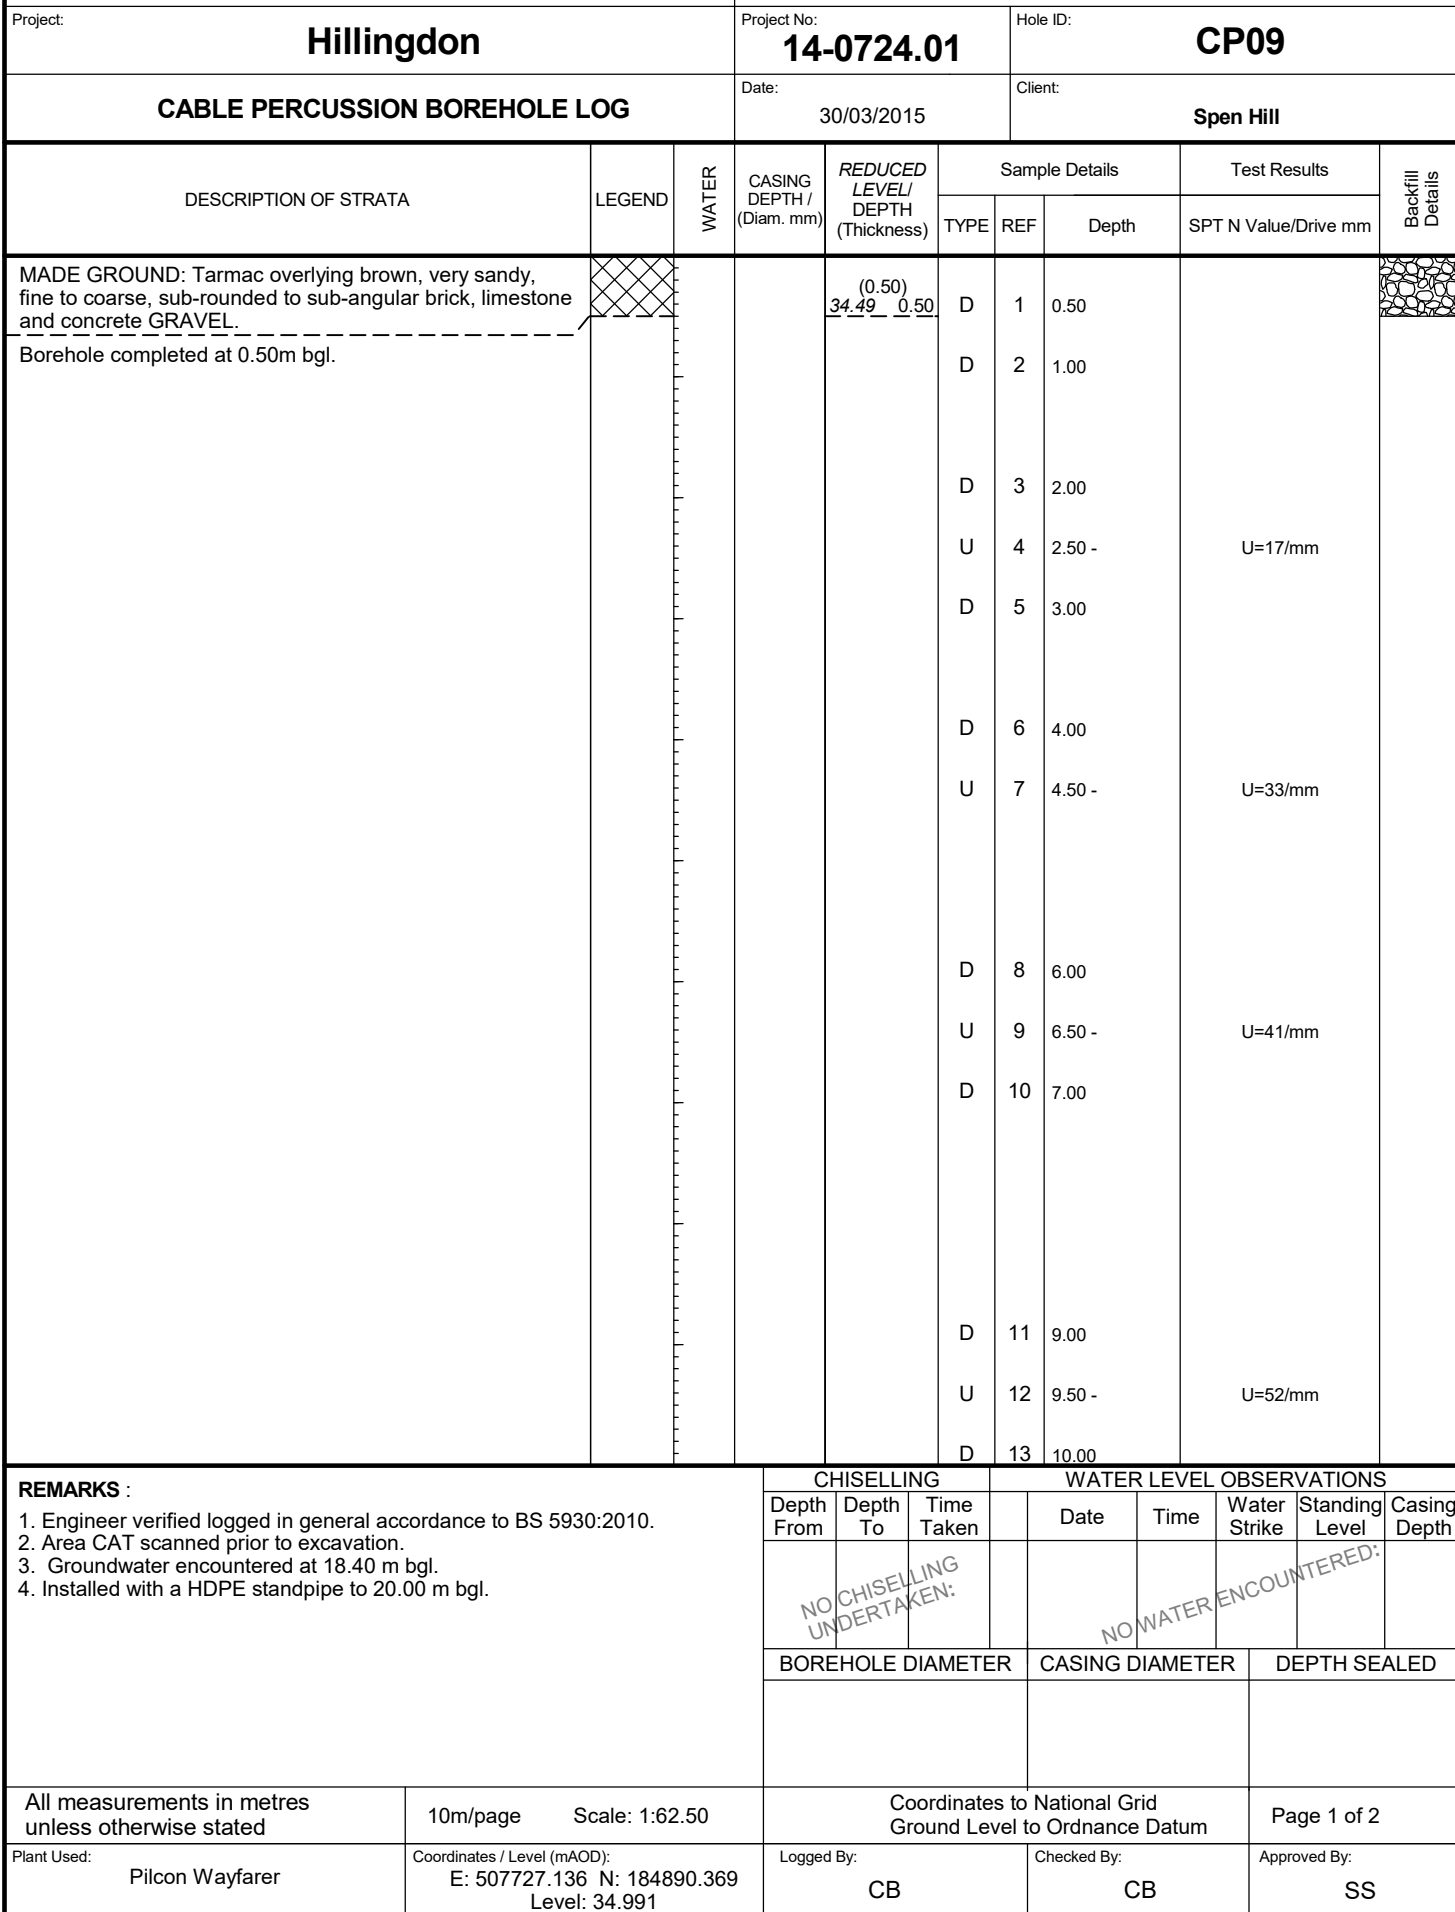 Project:
Hillingdon
Project No:
14-0724.01
Hole ID:
CP09
CABLE PERCUSSION BOREHOLE LOG
Date:
30/03/2015
Client:
Spen Hill
DESCRIPTION OF STRATA
LEGEND
WATER
CASING
DEPTH /
(Diam. mm)
REDUCED
LEVEL/
DEPTH
(Thickness)
Sample Details
TYPE REF Depth
Test Results
SPT N Value/Drive mm
Backfill
Details
MADE GROUND: Tarmac overlying brown, very sandy,
fine to coarse, sub-rounded to sub-angular brick, limestone
and concrete GRAVEL.
Borehole completed at 0.50m bgl.
(0.50)
34.49 0.50
D 1 0.50
D 2 1.00
D 3 2.00
U 4 2.50 - U=17/mm
D 5 3.00
D 6 4.00
U 7 4.50 - U=33/mm
D 8 6.00
U 9 6.50 - U=41/mm
D 10 7.00
D 11 9.00
U 12 9.50 - U=52/mm
D 13 10.00
REMARKS :
1. Engineer verified logged in general accordance to BS 5930:2010.
2. Area CAT scanned prior to excavation.
3. Groundwater encountered at 18.40 m bgl.
4. Installed with a HDPE standpipe to 20.00 m bgl.
CHISELLING
Depth From
Depth To
Time Taken
NO CHISELLING
UNDERTAKEN:
WATER LEVEL OBSERVATIONS
Date
Time
Water Strike
Standing Level
Casing Depth
NO WATER ENCOUNTERED:
BOREHOLE DIAMETER
CASING DIAMETER
DEPTH SEALED
All measurements in metres
unless otherwise stated
10m/page Scale: 1:62.50
Coordinates to National Grid
Ground Level to Ordnance Datum
Page 1 of 2
Plant Used:
Pilcon Wayfarer
Coordinates / Level (mAOD):
E: 507727.136 N: 184890.369
Level: 34.991
Logged By:
CB
Checked By:
CB
Approved By:
SS